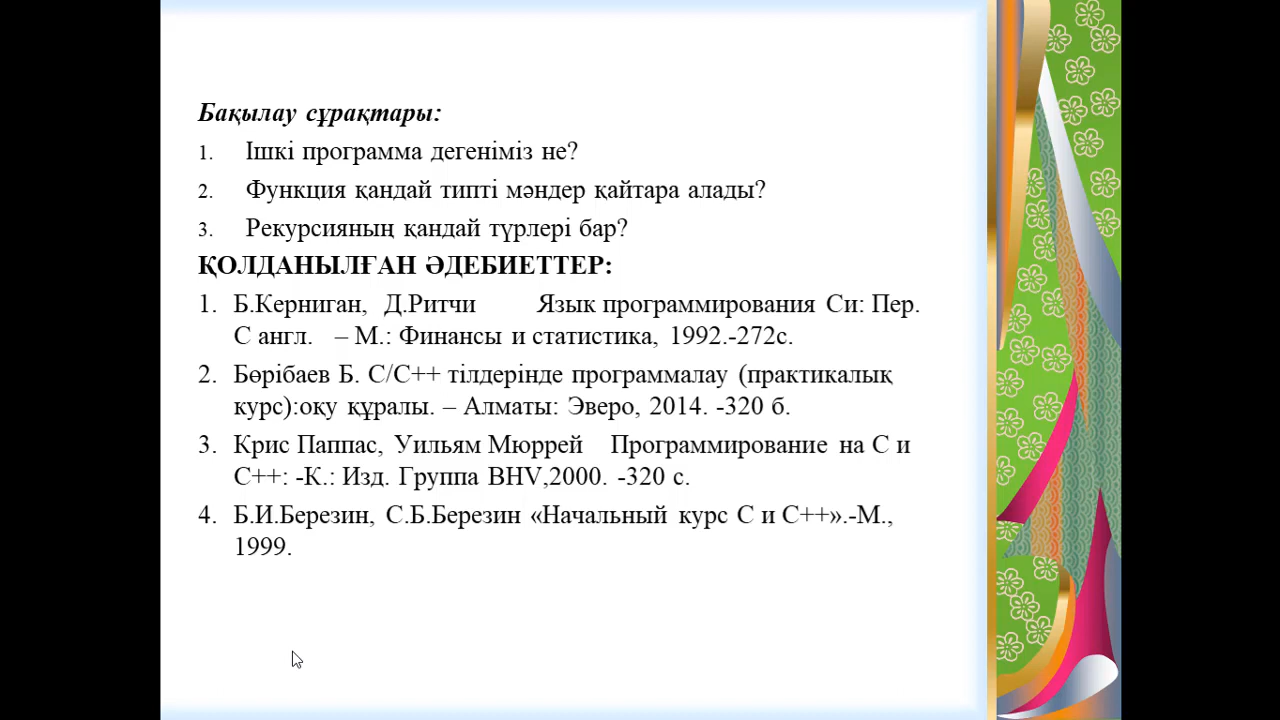 Бақылау сұрақтары:
1. Ішкі программа дегеніміз не?
2. Функция қандай типті мәндер қайтара алады?
3. Рекурсияның қандай түрлері бар?
ҚОЛДАНЫЛҒАН ӘДЕБИЕТТЕР:
1. Б.Керниган, Д.Ритчи Язык программирования Си: Пер.
С англ. – М.: Финансы и статистика, 1992.-272с.
2. Бөрібаев Б. С/С++ тілдерінде программалау (практикалық
курс):оқу құралы. – Алматы: Эверо, 2014. -320 б.
3. Крис Паппас, Уильям Мюррей Программирование на С и
С++: -К.: Изд. Группа BHV,2000. -320 с.
4. Б.И.Березин, С.Б.Березин «Начальный курс С и С++».-М.,
1999.